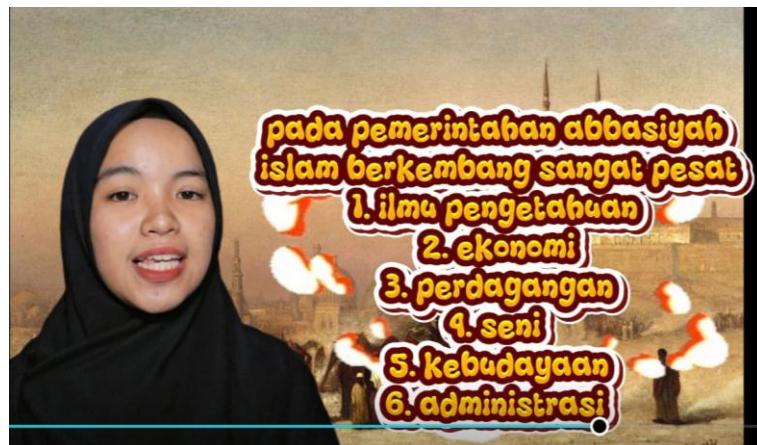 pada pemerintahan abbasiyah
islam berkembang sangat pesat
1. ilmu pengetahuan
2. ekonomi
3. perdagangan
4. seni
5. kebudayaan
6. administrasi